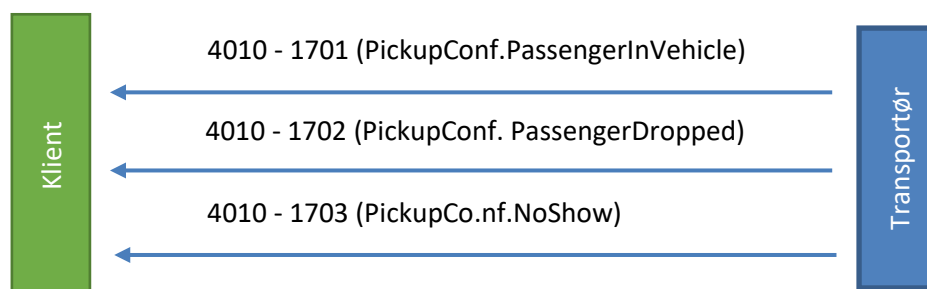 Klient
4010 - 1701 (PickupConf.PassengerInVehicle)
4010 - 1702 (PickupConf. PassengerDropped)
4010 - 1703 (PickupCo.nf.NoShow)
Transportør